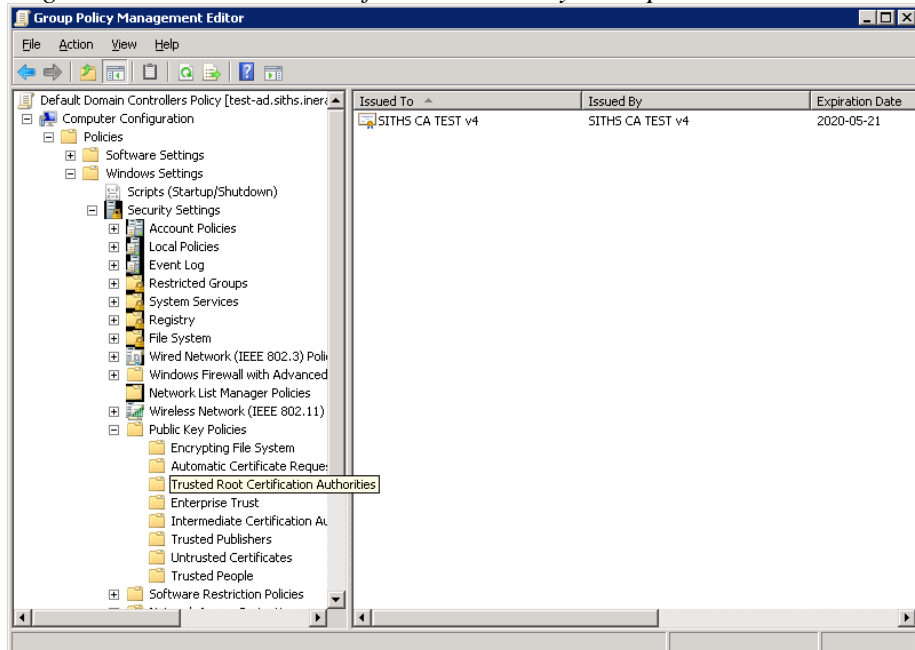 Group Policy Management Editor
File Action View Help
Default Domain Controllers Policy [test-ad.siths.iner
Computer Configuration
Policies
Software Settings
Windows Settings
Scripts (Startup/Shutdown)
Security Settings
Account Policies
Local Policies
Event Log
Restricted Groups
System Services
Registry
File System
Wired Network (IEEE 802.3) Poli
Windows Firewall with Advanced
Network List Manager Policies
Wireless Network (IEEE 802.11)
Public Key Policies
Encrypting File System
Automatic Certificate Reque
Trusted Root Certification Authorities
Enterprise Trust
Intermediate Certification Au
Trusted Publishers
Untrusted Certificates
Trusted People
Software Restriction Policies
Issued To Issued By Expiration Date
SITHS CA TEST v4 SITHS CA TEST v4 2020-05-21